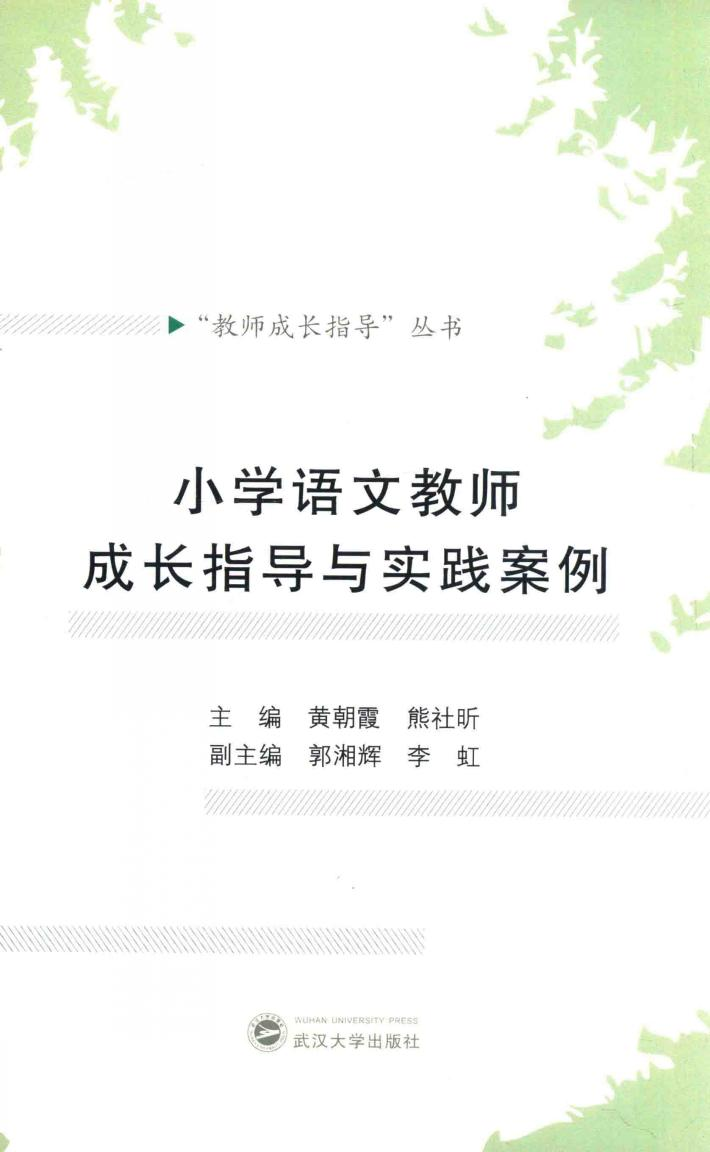 “教师成长指导”丛书
小学语文教师
成长指导与实践案例
主 编 黄朝霞 熊社昕
副主编 郭湘辉 李 虹
WUHAN UNIVERSITY PRESS
武汉大学出版社